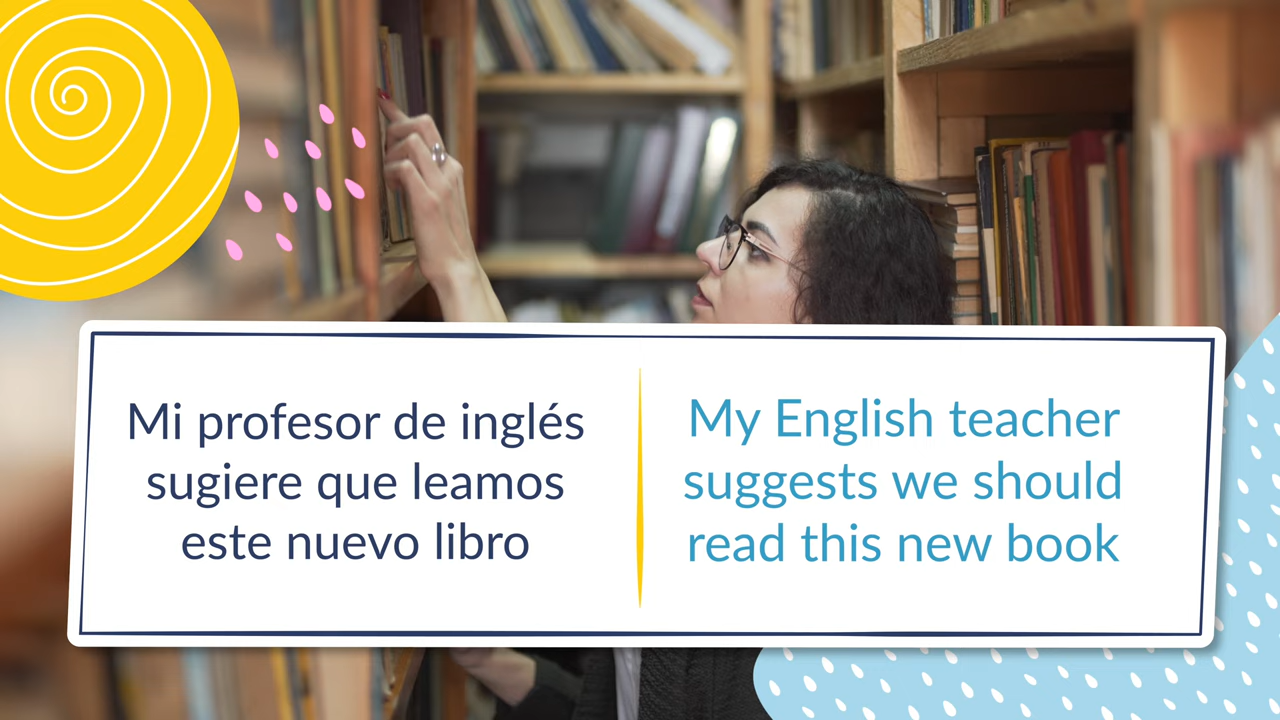 Mi profesor de inglés
sugiere que leamos
este nuevo libro
My English teacher
suggests we should
read this new book